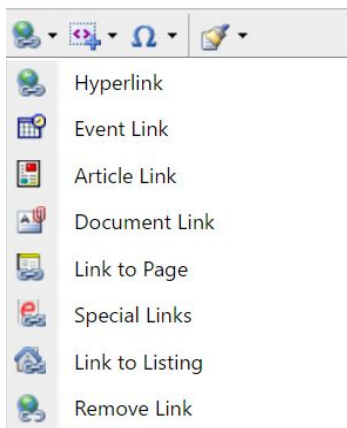 Ω
Hyperlink
Event Link
Article Link
Document Link
Link to Page
Special Links
Link to Listing
Remove Link